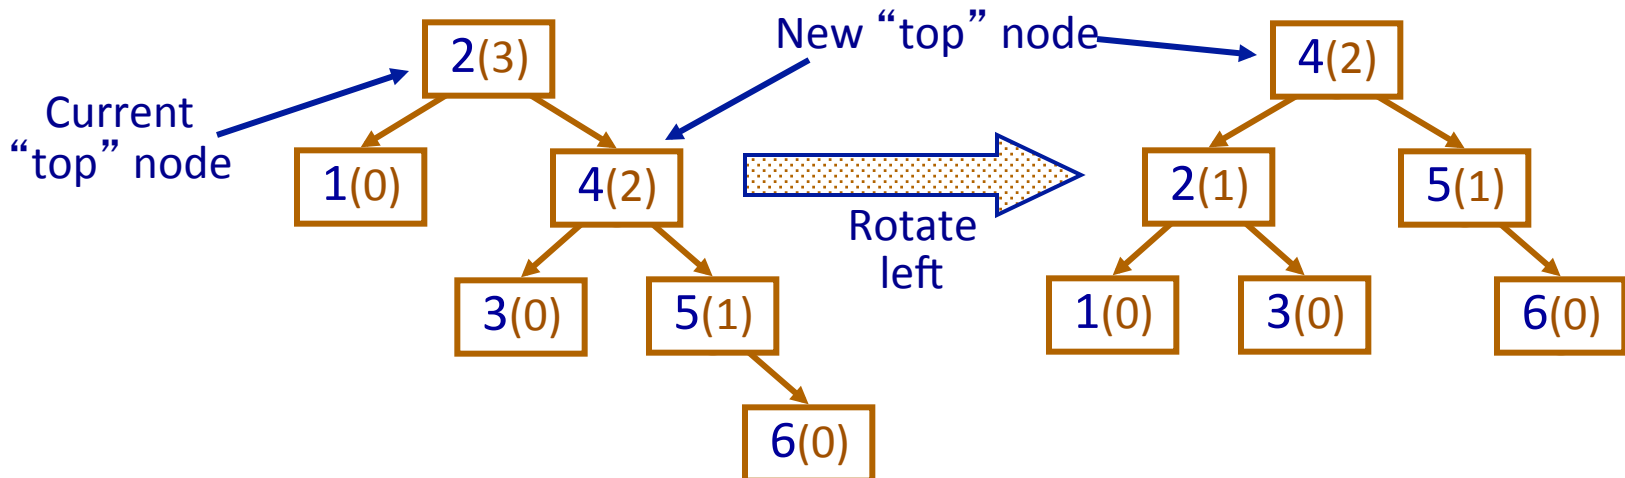 New “top” node
2(3)
4(2)
Current
“top” node
1(0)
4(2)
2(1)
5(1)
Rotate
left
3(0)
5(1)
1(0)
3(0)
6(0)
6(0)